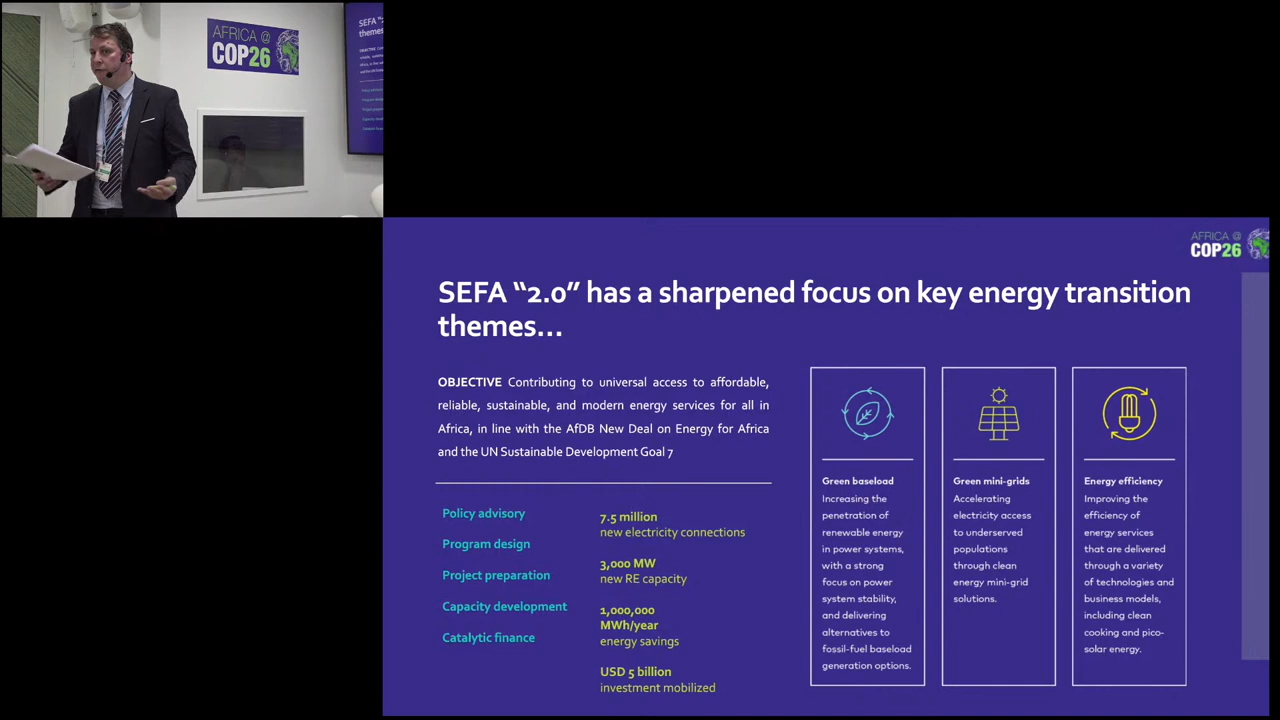 AFRICA @
COP26
SEFA "2
themes
AFRICA @
COP26
SEFA “2.0” has a sharpened focus on key energy transition
themes…
OBJECTIVE Contributing to universal access to affordable,
reliable, sustainable, and modern energy services for all in
Africa, in line with the AfDB New Deal on Energy for Africa
and the UN Sustainable Development Goal 7
Policy advisory
Program design
Project preparation
Capacity development
Catalytic finance
7.5 million
new electricity connections
3,000 MW
new RE capacity
1,000,000
MWh/year
energy savings
USD 5 billion
investment mobilized
Green baseload
Increasing the
penetration of
renewable energy
in power systems,
with a strong
focus on power
system stability,
and delivering
alternatives to
fossil-fuel baseload
generation options.
Green mini-grids
Accelerating
electricity access
to underserved
populations
through clean
energy mini-grid
solutions.
Energy efficiency
Improving the
efficiency of
energy services
that are delivered
through a variety
of technologies and
business models,
including clean
cooking and pico-
solar energy.